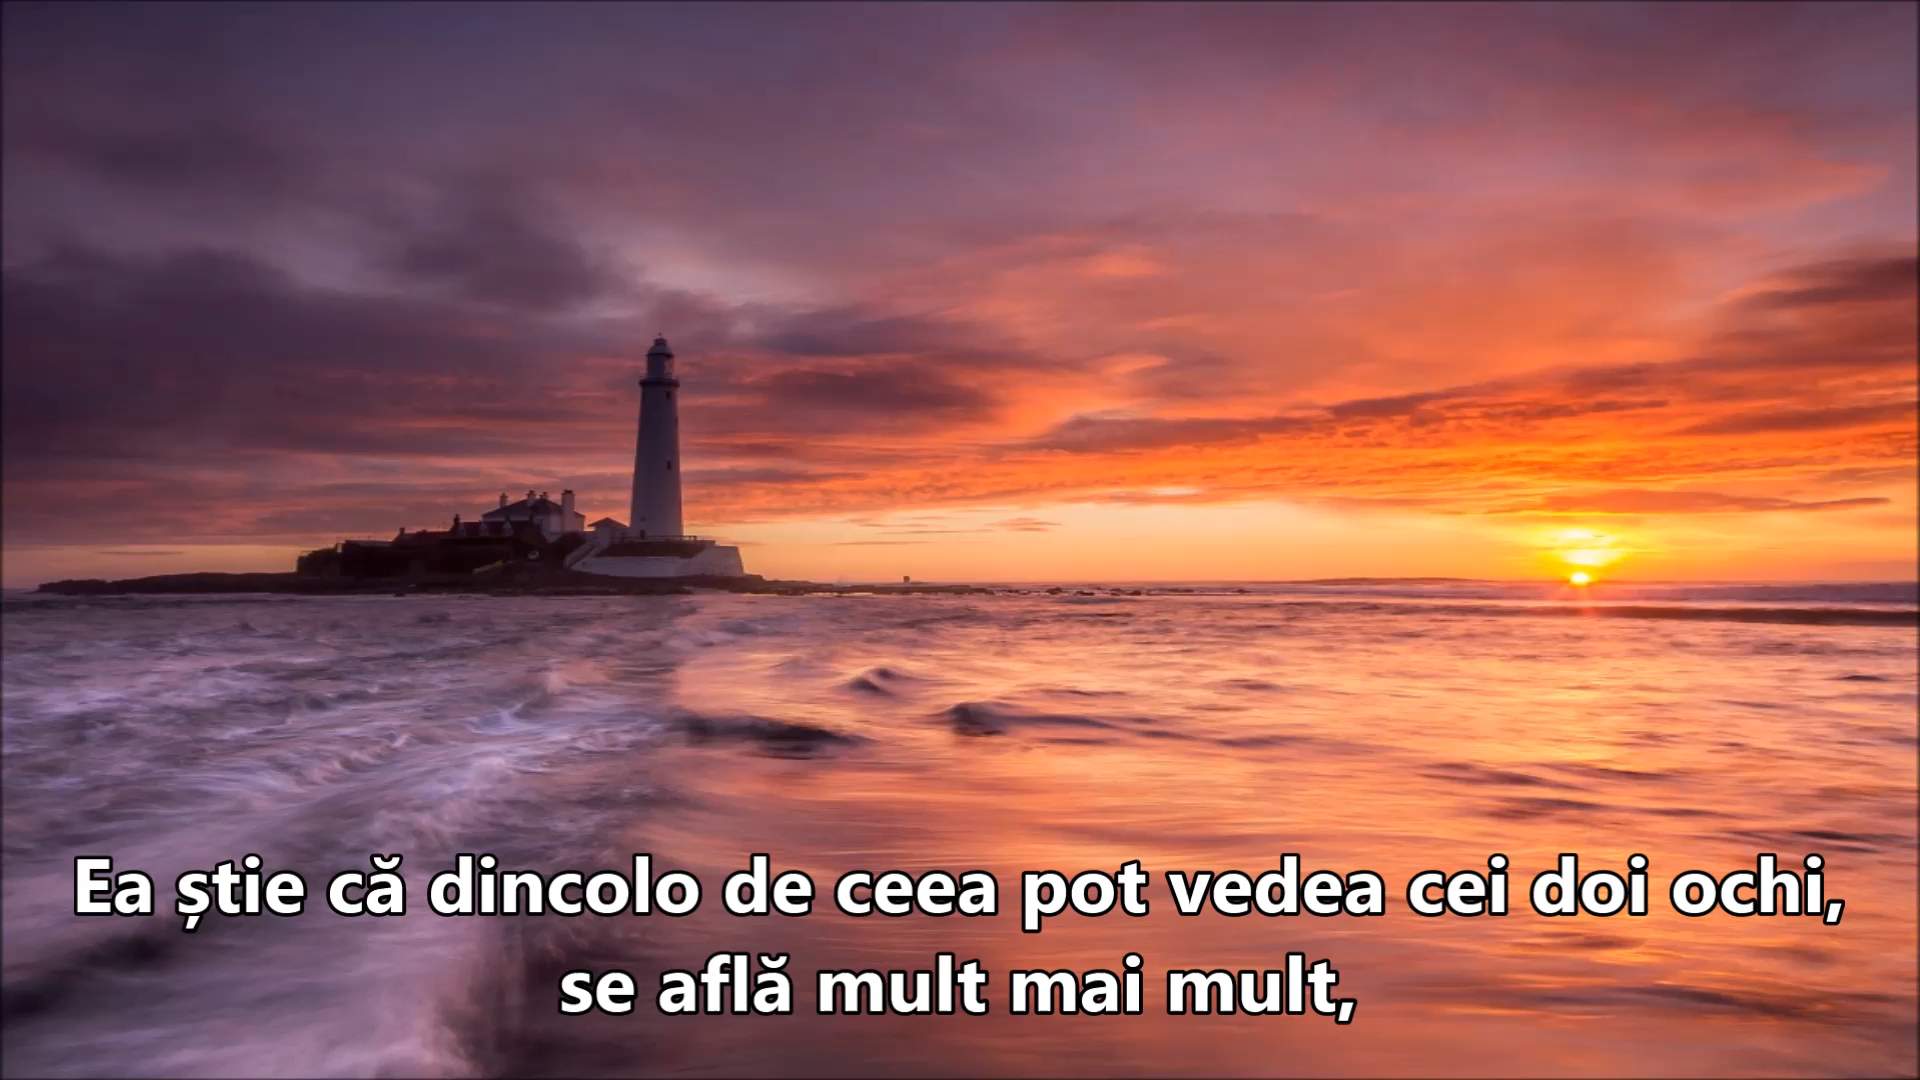 Ea știe că dincolo de ceea pot vedea cei doi ochi,
se află mult mai mult,